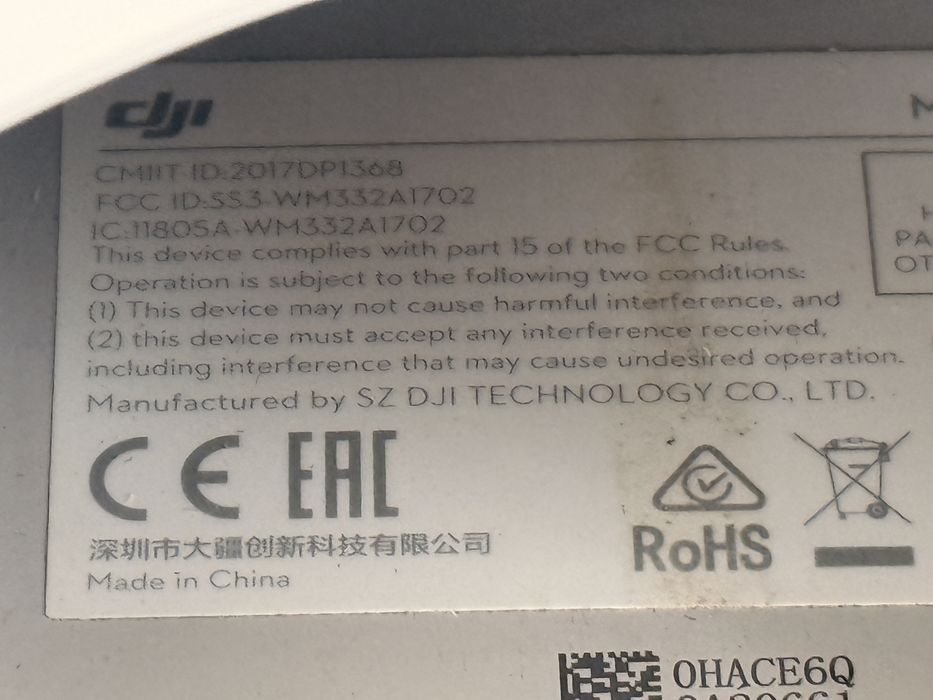 dji
M
CMIIT ID:2017DP1368
FCC ID:SS3-WM332A1702
IC:11805A-WM332A1702
This device complies with part 15 of the FCC Rules.
Operation is subject to the following two conditions:
(1) This device may not cause harmful interference, and
(2) this device must accept any interference received,
including interference that may cause undesired operation.
Manufactured by SZ DJI TECHNOLOGY CO., LTD.
H
PA
OT
CE EAC
RoHS
深圳市大疆创新科技有限公司
Made in China
0HACE6Q